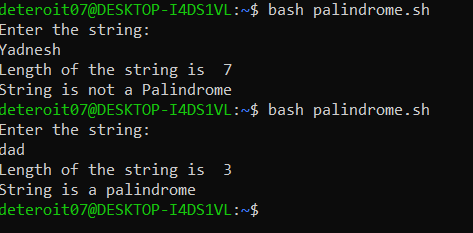 deteroit07@DESKTOP-I4DS1VL:~$ bash palindrome.sh
Enter the string:
Yadnesh
Length of the string is  7
String is not a Palindrome
deteroit07@DESKTOP-I4DS1VL:~$ bash palindrome.sh
Enter the string:
dad
Length of the string is  3
String is a palindrome
deteroit07@DESKTOP-I4DS1VL:~$